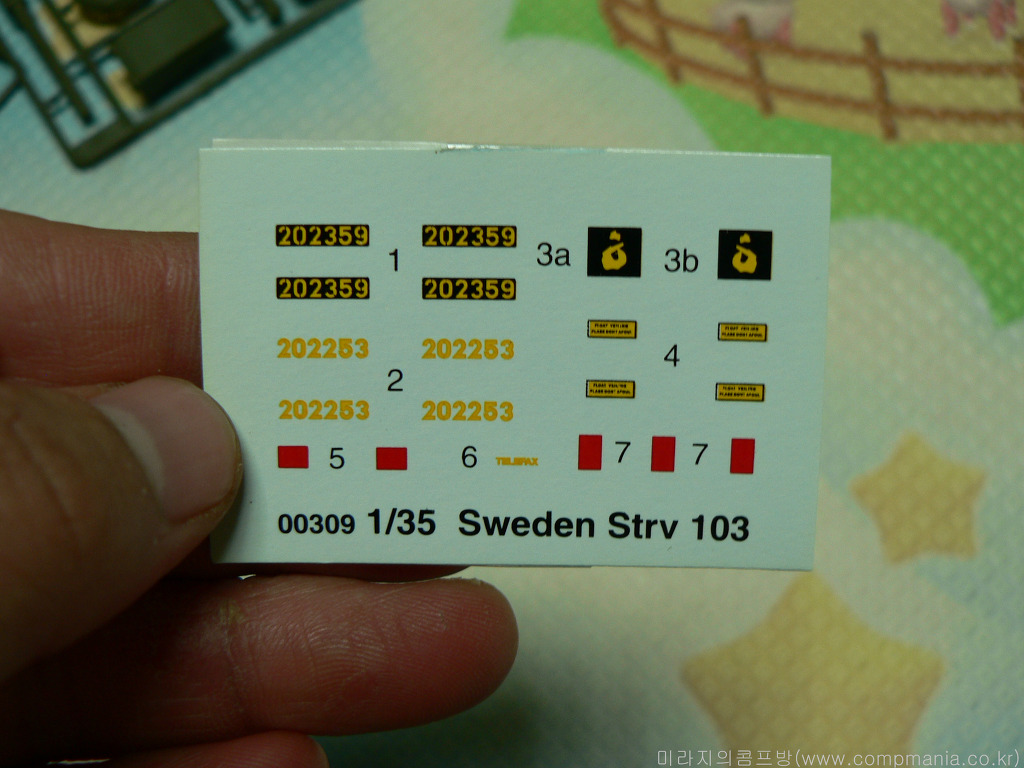 202359 202359
1 3a 3b
202359 202359
202253 202253
4
2
202253 202253
5 6 TELEFAX 7 7
00309 1/35 Sweden Strv 103
미라지의콤프방(www.compmania.co.kr)